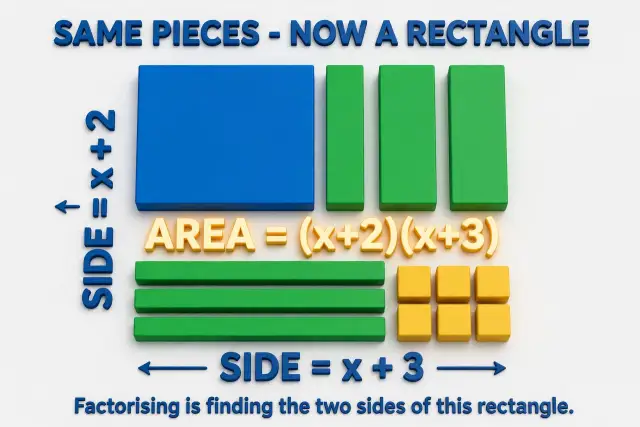 SAME PIECES - NOW A RECTANGLE
SIDE = x + 2
AREA = (x+2)(x+3)
SIDE = x + 3
Factorising is finding the two sides of this rectangle.